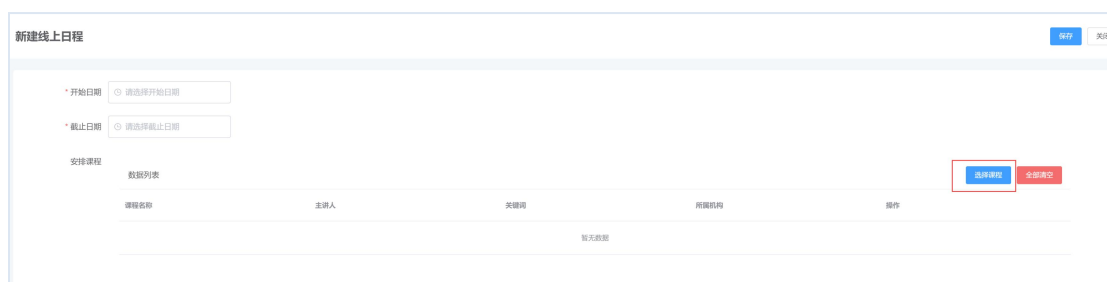 新建线上日程
保存 关闭
* 开始日期 请选择开始日期
* 截止日期 请选择截止日期
安排课程
数据列表 选择课程 全部清空
课程名称 主讲人 关键词 所属机构 操作
暂无数据